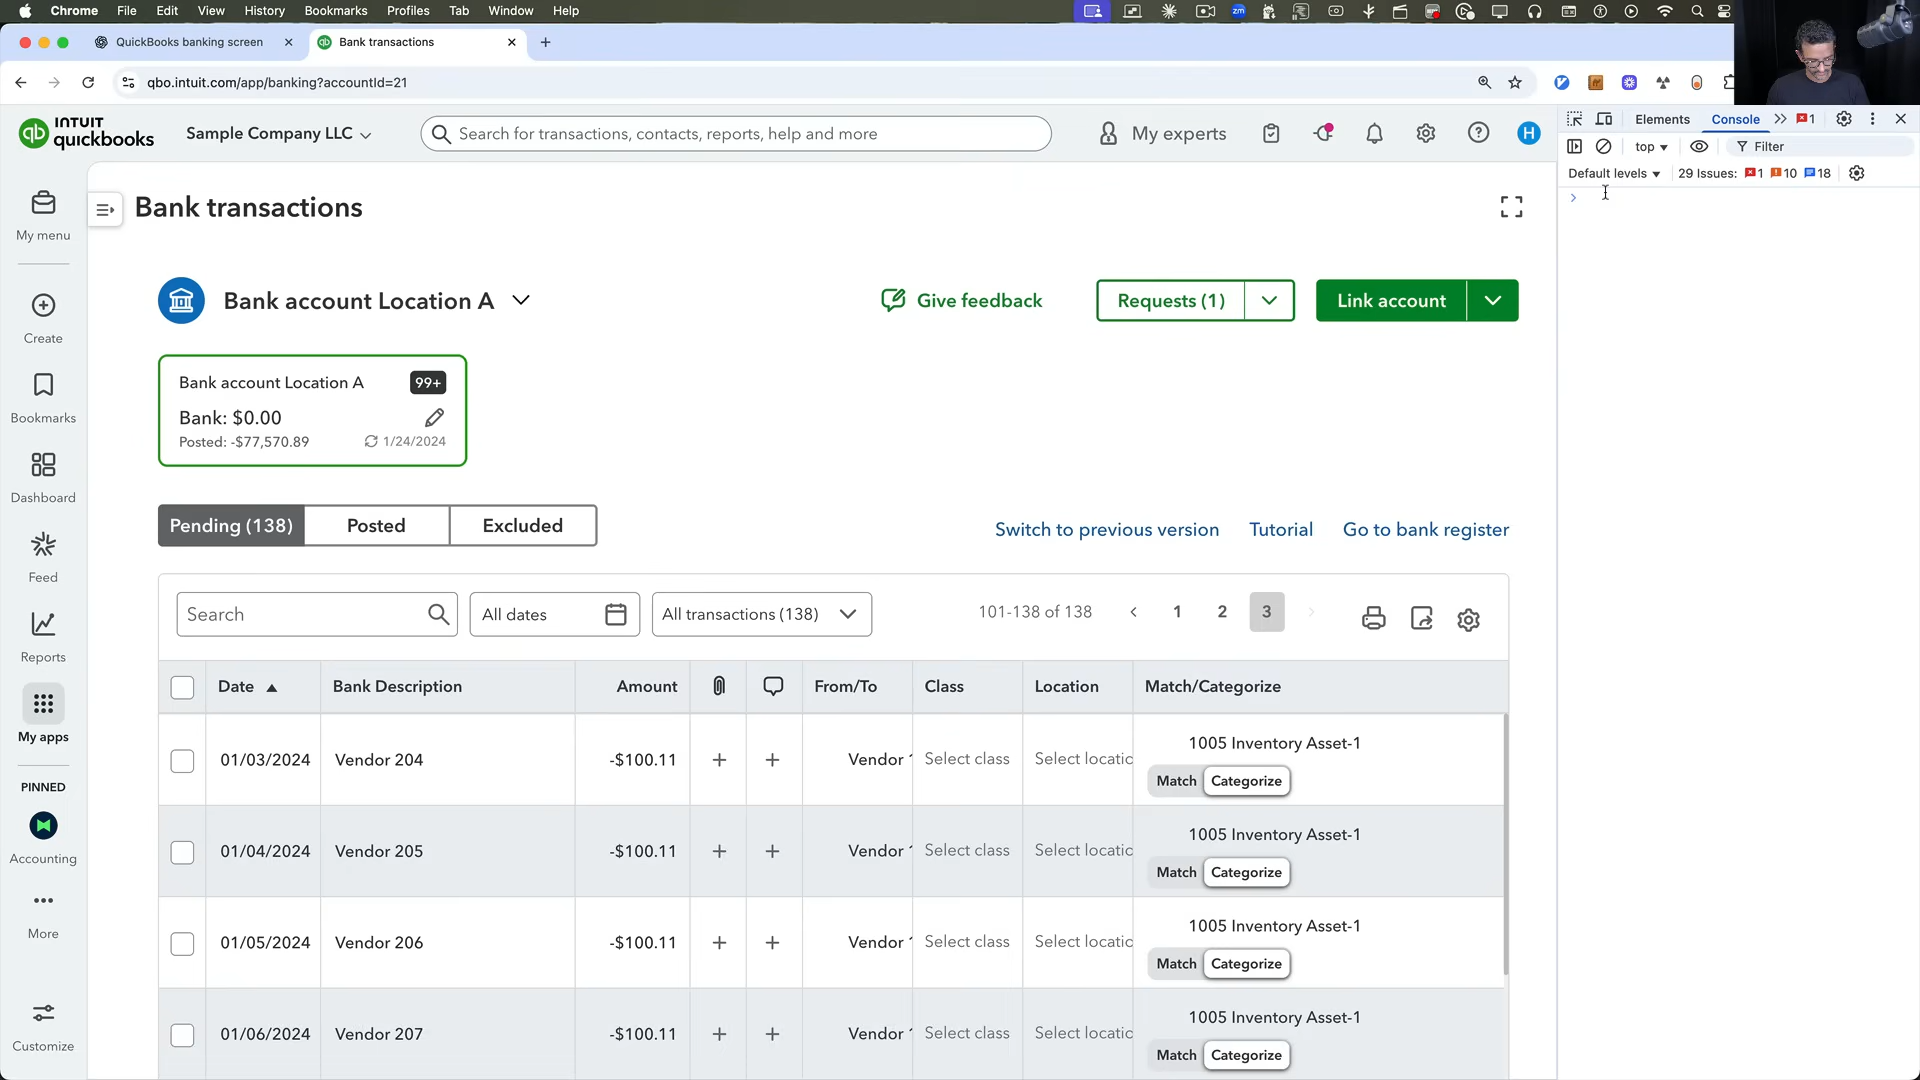 Chrome File Edit View History Bookmarks Profiles Tab Window Help
QuickBooks banking screen
Bank transactions
qbo.intuit.com/app/banking?accountId=21
INTUIT
quickbooks
qb
Sample Company LLC
Search for transactions, contacts, reports, help and more
My experts
H
Elements
Console
1
top
Filter
Default levels
29 Issues: 1 10 18
My menu
Create
Bookmarks
Dashboard
Feed
Reports
My apps
PINNED
Accounting
More
Customize
Bank transactions
Bank account Location A
Give feedback
Requests (1)
Link account
Bank account Location A
99+
Bank: $0.00
Posted: -$77,570.89
1/24/2024
Pending (138)
Posted
Excluded
Switch to previous version
Tutorial
Go to bank register
Search
All dates
All transactions (138)
101-138 of 138
< 1 2 3 >
Date Bank Description Amount From/To Class Location Match/Categorize
01/03/2024 Vendor 204 -$100.11 + + Vendor Select class Select locatio 1005 Inventory Asset-1
Match Categorize
01/04/2024 Vendor 205 -$100.11 + + Vendor Select class Select locatio 1005 Inventory Asset-1
Match Categorize
01/05/2024 Vendor 206 -$100.11 + + Vendor Select class Select locatio 1005 Inventory Asset-1
Match Categorize
01/06/2024 Vendor 207 -$100.11 + + Vendor Select class Select locatio 1005 Inventory Asset-1
Match Categorize